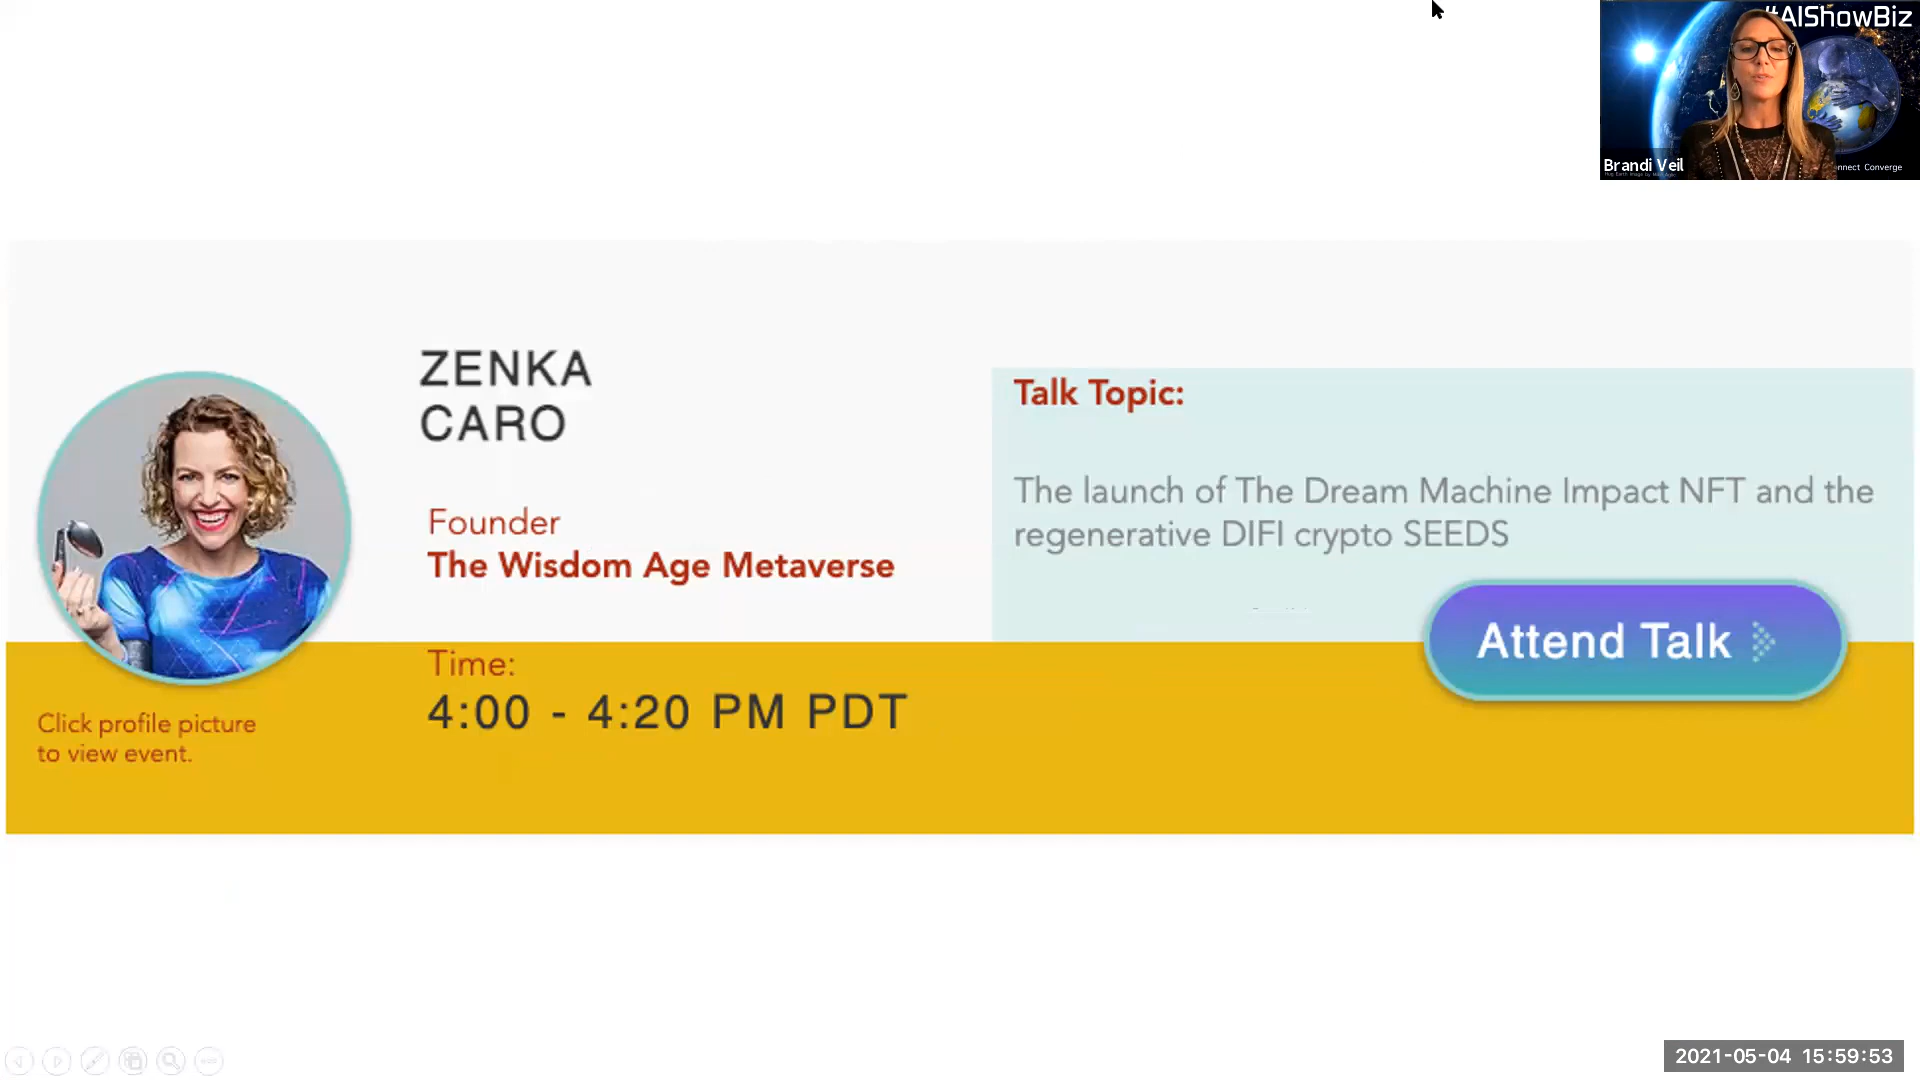 #AIShowBiz
Brandi Veil
nnect Converge
ZENKA
CARO
Founder
The Wisdom Age Metaverse
Talk Topic:
The launch of The Dream Machine Impact NFT and the
regenerative DIFI crypto SEEDS
Attend Talk
Time:
4:00 - 4:20 PM PDT
Click profile picture
to view event.
2021-05-04 15:59:53